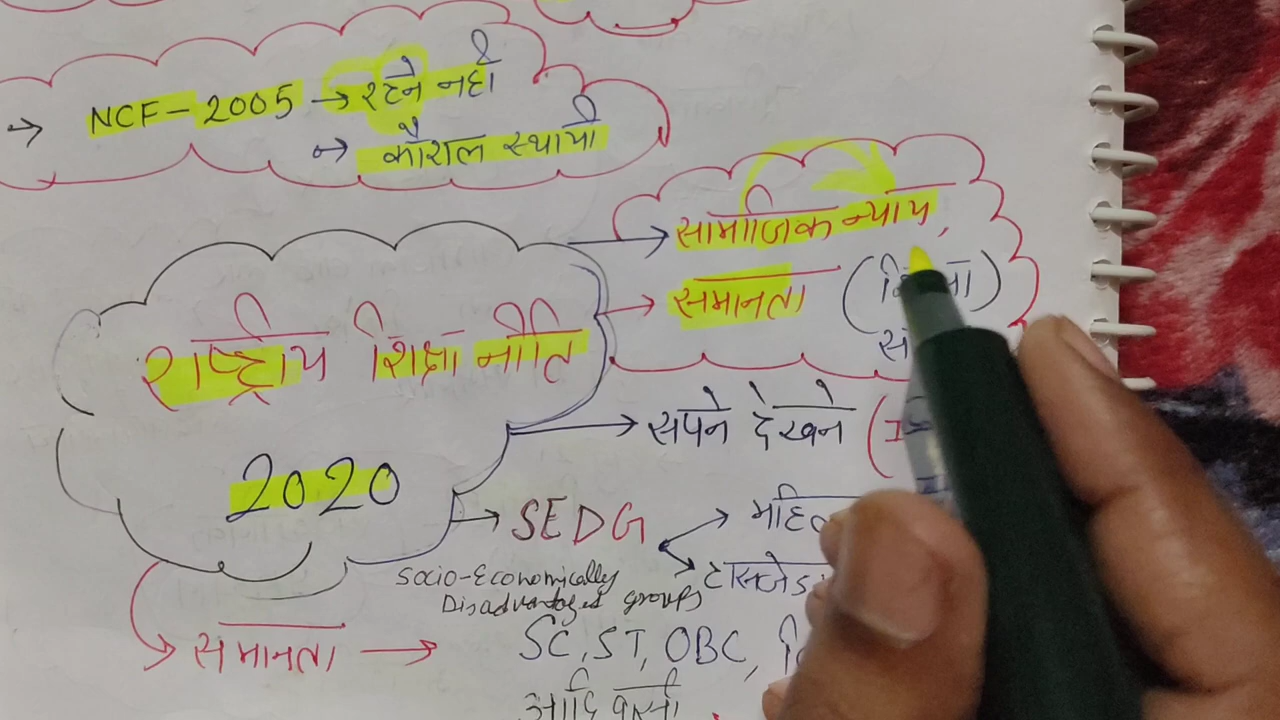 → NCF-2005 → रटने नहीं
→ कौशल स्थायी
राष्ट्रीय शिक्षा नीति
2020
→ सामाजिक न्याय,
→ समानता (
→ सपने देखने (
→ SEDG
Socio-Economically
Disadvantaged groups
→ समानता →
SC, ST, OBC,
आदिवासी